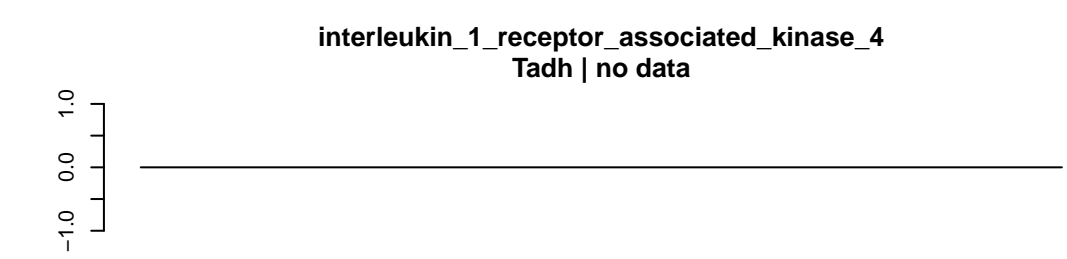 interleukin_1_receptor_associated_kinase_4
Tadh | no data
1.0
0.0
−1.0